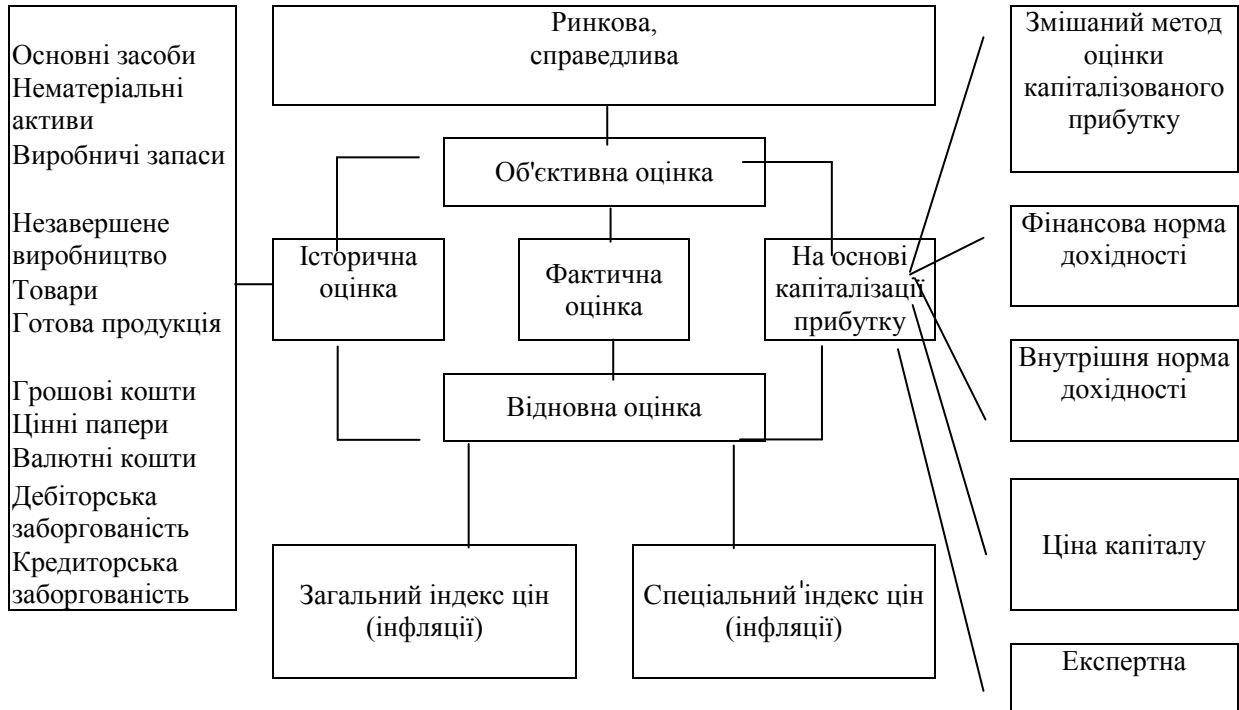 Основні засоби
Нематеріальні
активи
Виробничі запаси
Незавершене
виробництво
Товари
Готова продукція
Грошові кошти
Цінні папери
Валютні кошти
Дебіторська
заборгованість
Кредиторська
заборгованість
Ринкова,
справедлива
Об'єктивна оцінка
Історична
оцінка
Фактична
оцінка
На основі
капіталізації
прибутку
Відновна оцінка
Загальний індекс цін
(інфляції)
Спеціальний індекс цін
(інфляції)
Змішаний метод
оцінки
капіталізованого
прибутку
Фінансова норма
дохідності
Внутрішня норма
дохідності
Ціна капіталу
Експертна